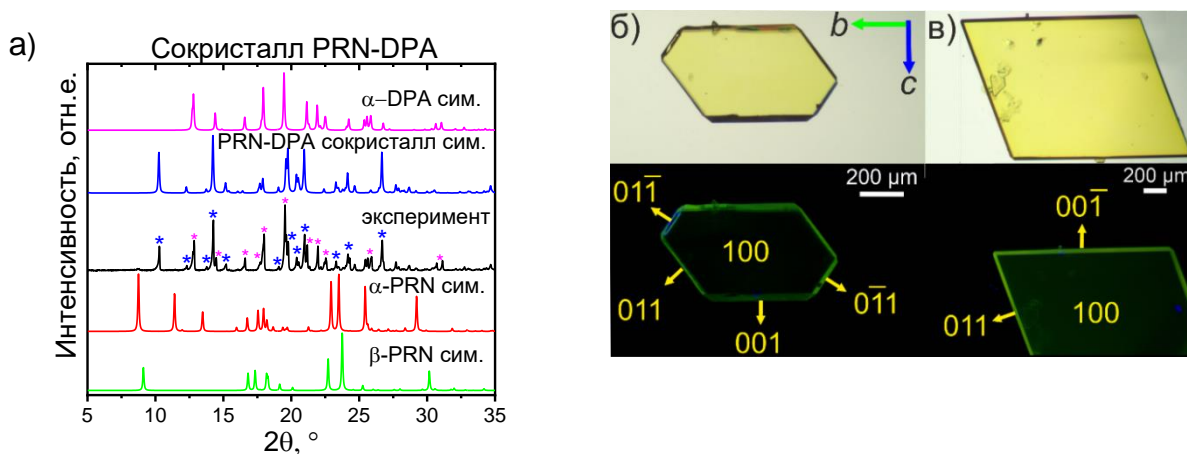 а)
Сокристалл PRN-DPA
α–DPA сим.
PRN-DPA сокристалл сим.
эксперимент
* * * * * * * * * * * * * * * * * * * * * * *
α-PRN сим.
β-PRN сим.
Интенсивность, отн.е.
5 10 15 20 25 30 35
2θ, °
б)
b
c
200 μm
011̅
100
011
01̅1
001
в)
200 μm
001̅
011
100